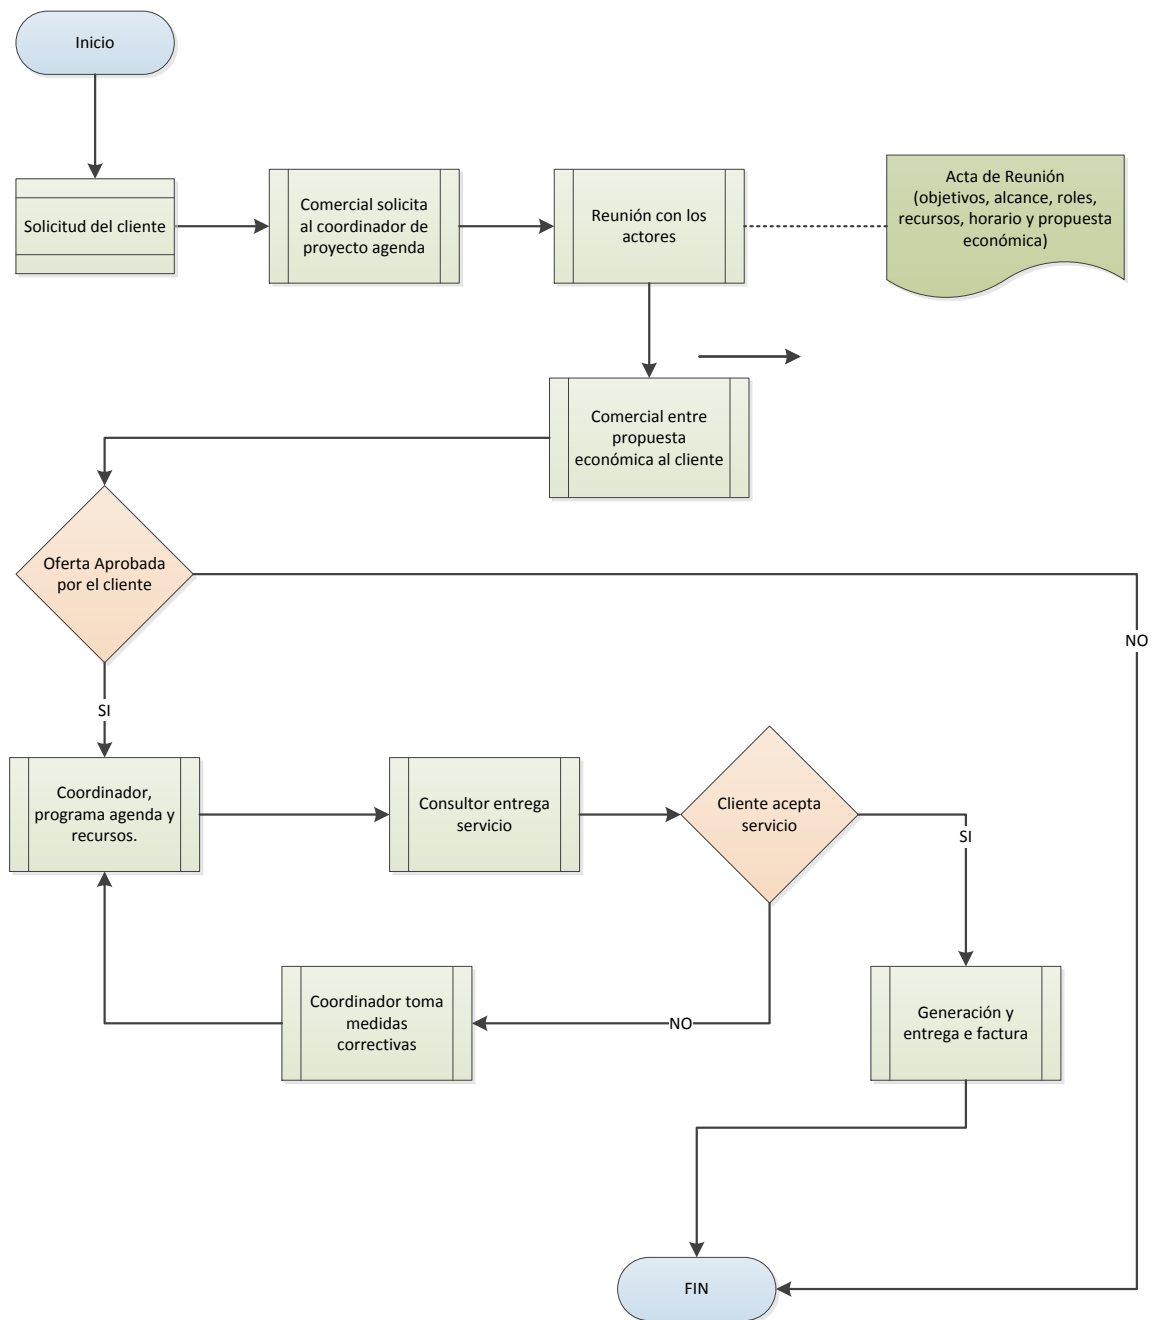 Inicio
Solicitud del cliente
Comercial solicita
al coordinador de
proyecto agenda
Reunión con los
actores
Acta de Reunión
(objetivos, alcance, roles,
recursos, horario y propuesta
económica)
Comercial entre
propuesta
económica al cliente
Oferta Aprobada
por el cliente
NO
SI
Coordinador,
programa agenda y
recursos.
Consultor entrega
servicio
Cliente acepta
servicio
SI
Coordinador toma
medidas
correctivas
NO
Generación y
entrega e factura
FIN